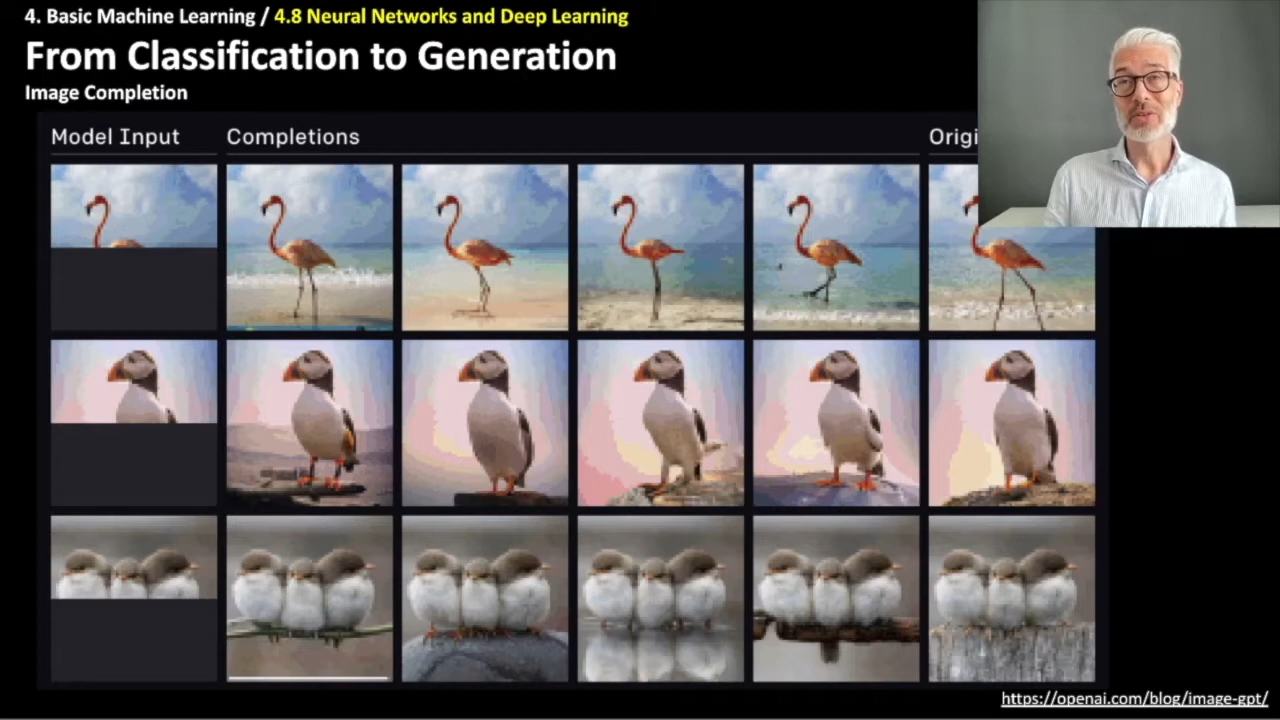 4. Basic Machine Learning / 4.8 Neural Networks and Deep Learning
From Classification to Generation
Image Completion
Model Input Completions Origi
https://openai.com/blog/image-gpt/